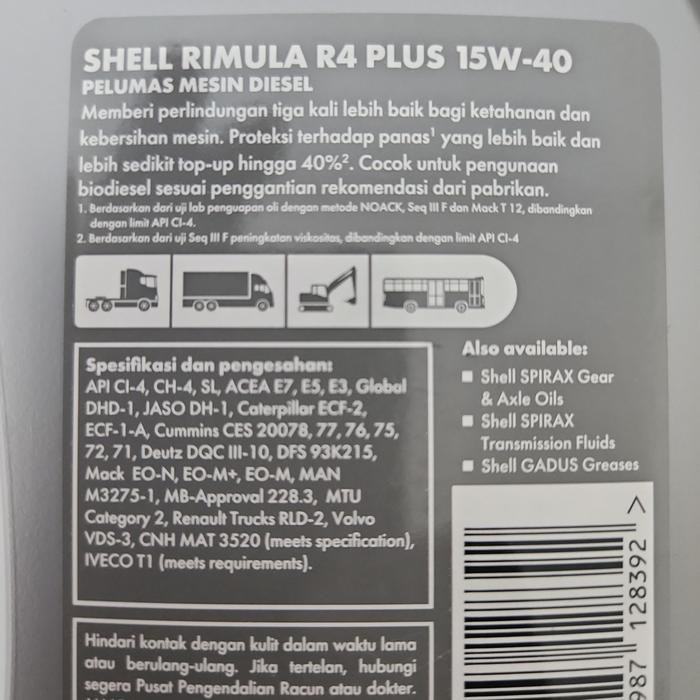 SHELL RIMULA R4 PLUS 15W-40
PELUMAS MESIN DIESEL
Memberi perlindungan tiga kali lebih baik bagi ketahanan dan
kebersihan mesin. Proteksi terhadap panas¹ yang lebih baik dan
lebih sedikit top-up hingga 40%². Cocok untuk pengunaan
biodiesel sesuai penggantian rekomendasi dari pabrikan.
1. Berdasarkan dari uji lab penguapan oli dengan metode NOACK, Seq III F dan Mack T 12, dibandingkan
dengan limit API CI-4.
2. Berdasarkan dari uji Seq III F peningkatan viskositas, dibandingkan dengan limit API CI-4
Spesifikasi dan pengesahan:
API CI-4, CH-4, SL, ACEA E7, E5, E3, Global
DHD-1, JASO DH-1, Caterpillar ECF-2,
ECF-1-A, Cummins CES 20078, 77, 76, 75,
72, 71, Deutz DQC III-10, DFS 93K215,
Mack EO-N, EO-M+, EO-M, MAN
M3275-1, MB-Approval 228.3, MTU
Category 2, Renault Trucks RLD-2, Volvo
VDS-3, CNH MAT 3520 (meets specification),
IVECO T1 (meets requirements).
Also available:
■ Shell SPIRAX Gear
& Axle Oils
■ Shell SPIRAX
Transmission Fluids
■ Shell GADUS Greases
987 128392 >
Hindari kontak dengan kulit dalam waktu lama
atau berulang-ulang. Jika tertelan, hubungi
segera Pusat Pengendalian Racun atau dokter.